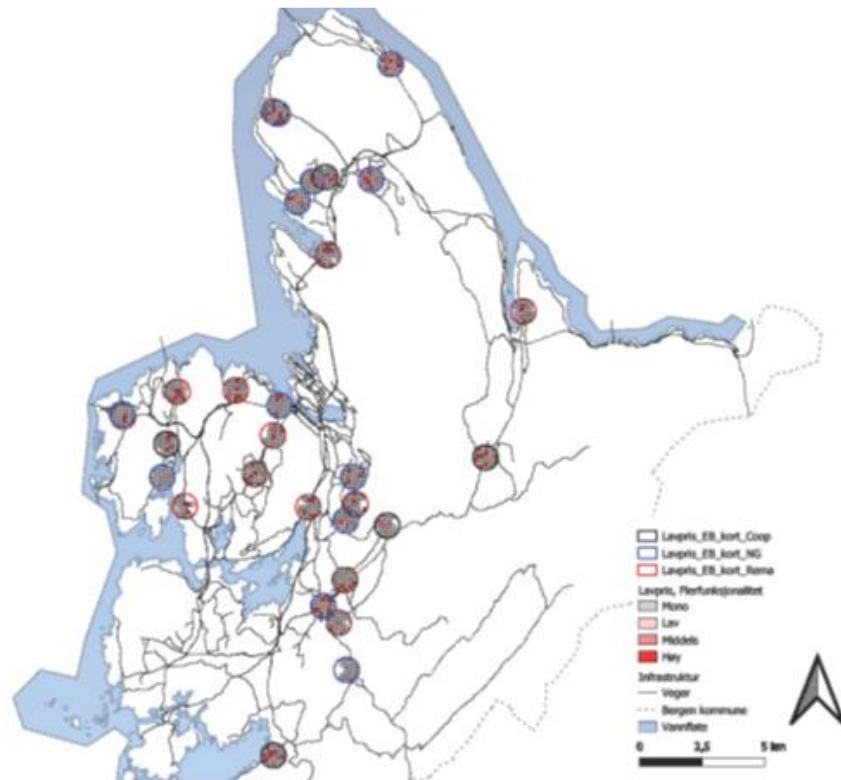 Lavpris_EB_kort_Coop
Lavpris_EB_kort_NG
Lavpris_EB_kort_Rema
Lavpris, Flerfunksjonalitet
Mono
Lav
Middels
Høy
Infrastruktur
Veger
Bergen kommune
Vannflate
0 2,5 5 km